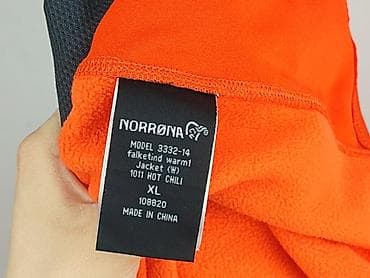 NORRØNA
MODEL 3332-14
falketind warm1
Jacket (W)
1011 HOT CHILI
XL
108820
MADE IN CHINA